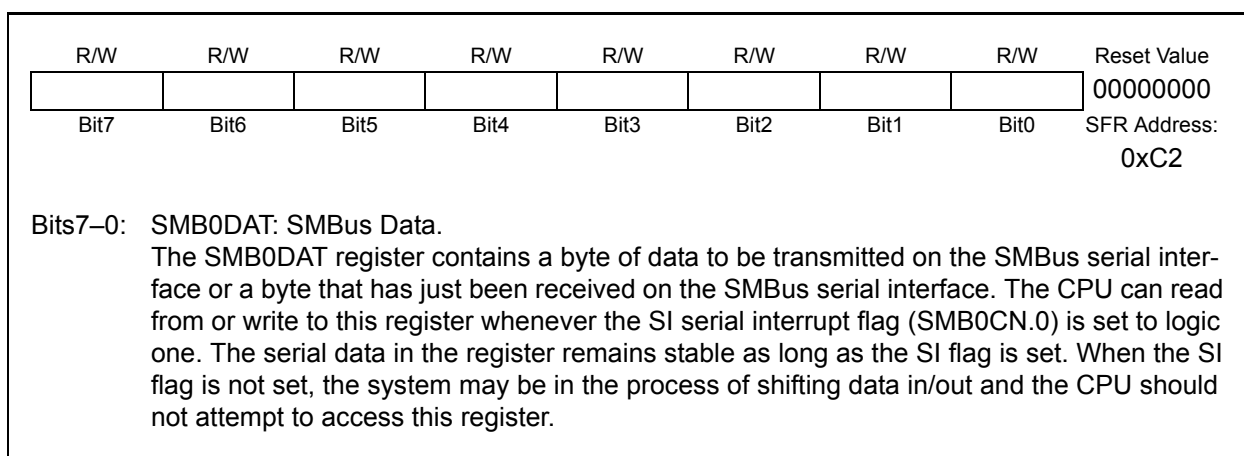 R/W R/W R/W R/W R/W R/W R/W R/W Reset Value
00000000
Bit7 Bit6 Bit5 Bit4 Bit3 Bit2 Bit1 Bit0 SFR Address:
0xC2
Bits7–0: SMB0DAT: SMBus Data.
The SMB0DAT register contains a byte of data to be transmitted on the SMBus serial inter-
face or a byte that has just been received on the SMBus serial interface. The CPU can read
from or write to this register whenever the SI serial interrupt flag (SMB0CN.0) is set to logic
one. The serial data in the register remains stable as long as the SI flag is set. When the SI
flag is not set, the system may be in the process of shifting data in/out and the CPU should
not attempt to access this register.